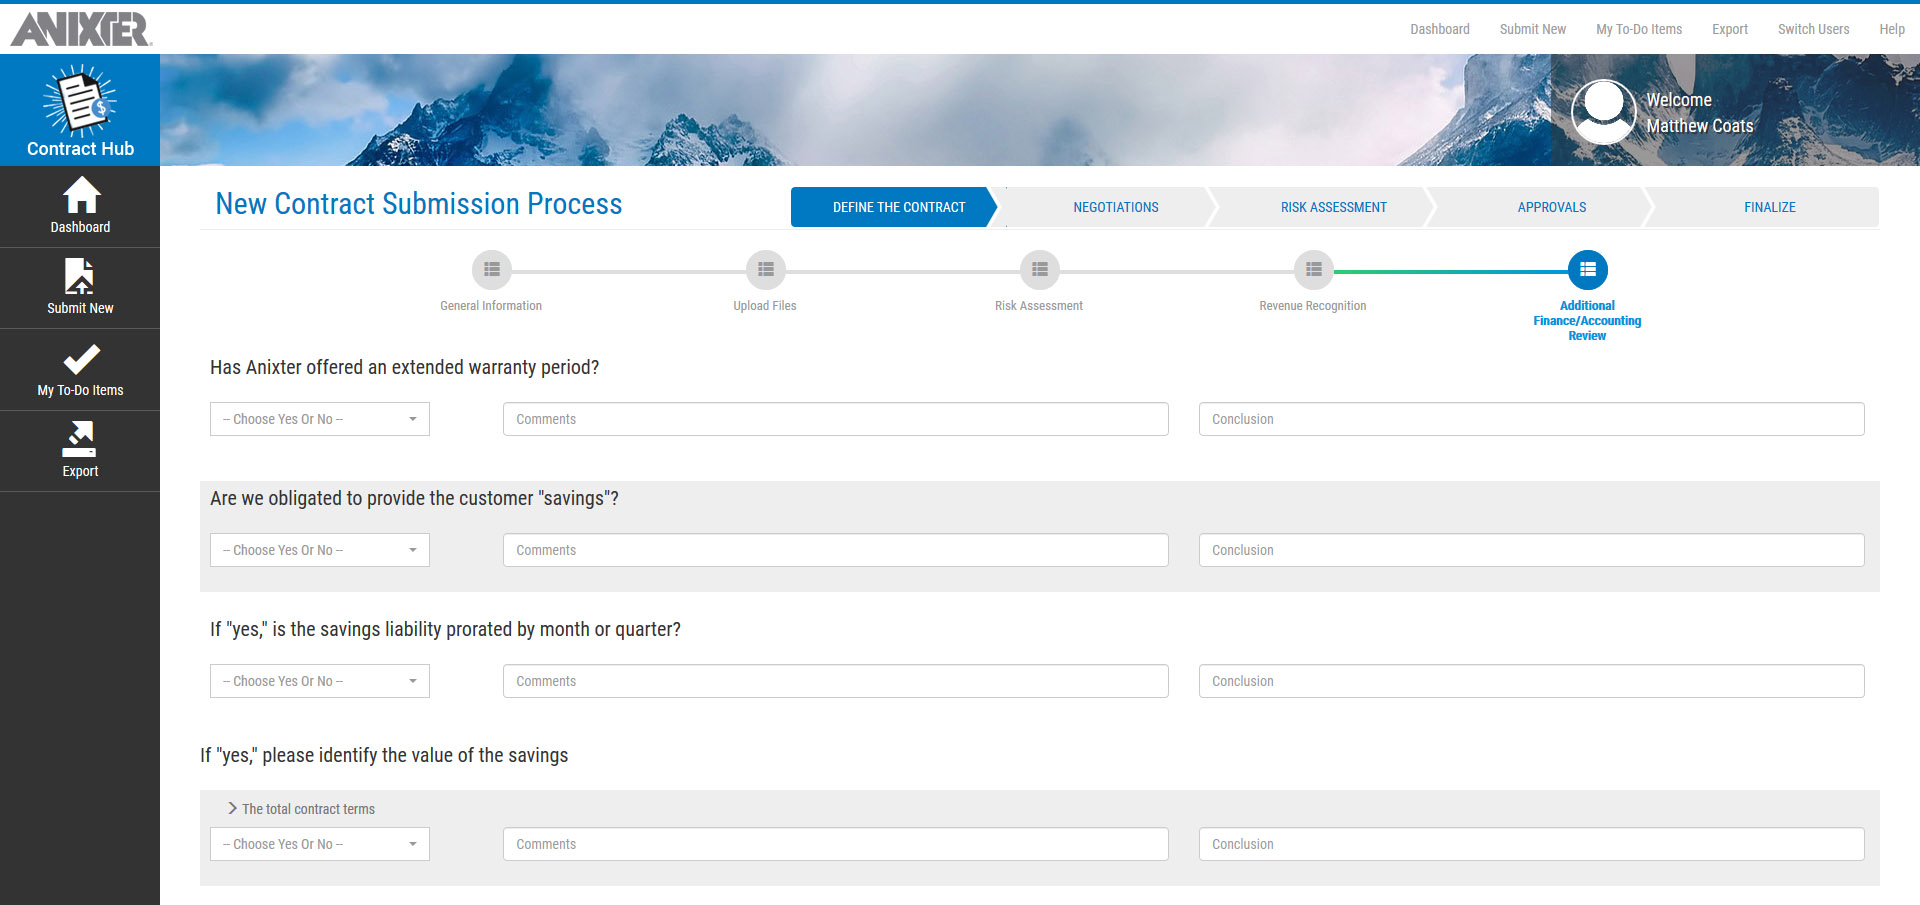 ANIXTER
Dashboard Submit New My To-Do Items Export Switch Users Help
Contract Hub
Welcome
Matthew Coats
Dashboard
Submit New
My To-Do Items
Export
New Contract Submission Process
DEFINE THE CONTRACT NEGOTIATIONS RISK ASSESSMENT APPROVALS FINALIZE
General Information Upload Files Risk Assessment Revenue Recognition Additional
Finance/Accounting
Review
Has Anixter offered an extended warranty period?
-- Choose Yes Or No -- Comments Conclusion
Are we obligated to provide the customer "savings"?
-- Choose Yes Or No -- Comments Conclusion
If "yes," is the savings liability prorated by month or quarter?
-- Choose Yes Or No -- Comments Conclusion
If "yes," please identify the value of the savings
The total contract terms
-- Choose Yes Or No -- Comments Conclusion